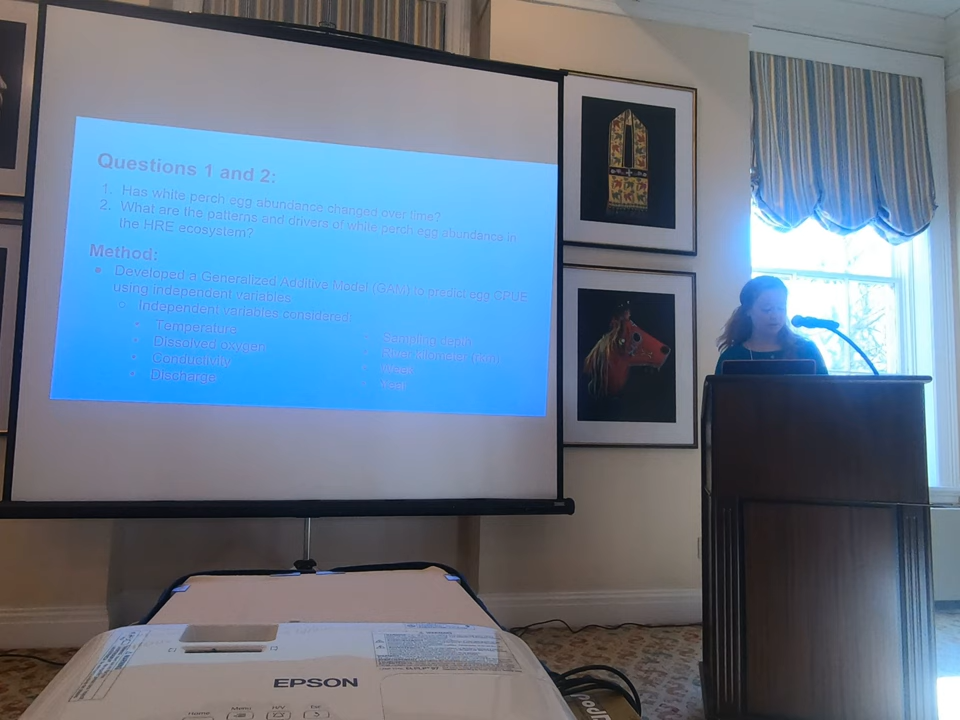 Questions 1 and 2:
1. Has white perch egg abundance changed over time?
2. What are the patterns and drivers of white perch egg abundance in
the HRE ecosystem?
Method:
• Developed a Generalized Additive Model (GAM) to predict egg CPUE
using independent variables
○ Independent variables considered:
• Temperature
• Dissolved oxygen
• Conductivity
• Discharge
• Sampling depth
• River kilometer
• Week
• Year
EPSON
Home
Menu
WARNING